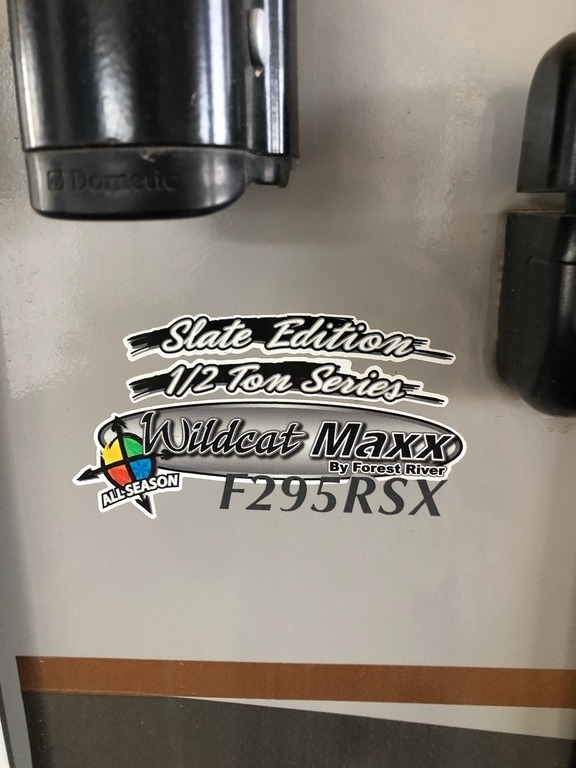 Dometic
Slate Edition
1/2 Ton Series
Wildcat Maxx
By Forest River
ALL SEASON
F295RSX